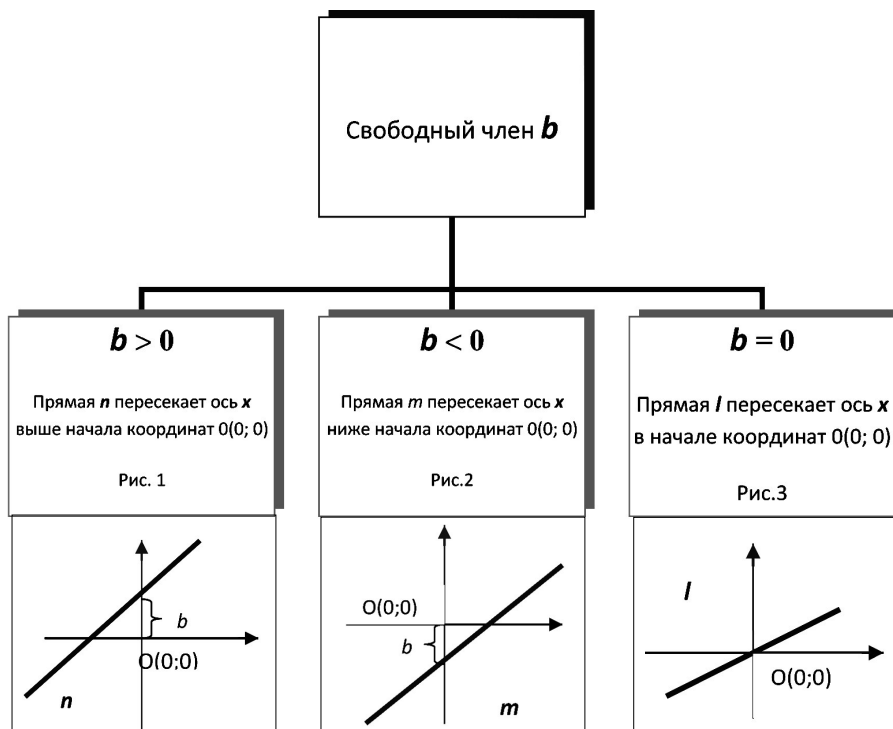 Свободный член b
b > 0
Прямая n пересекает ось x
выше начала координат 0(0; 0)
Рис. 1
b < 0
Прямая m пересекает ось x
ниже начала координат 0(0; 0)
Рис.2
b = 0
Прямая l пересекает ось x
в начале координат 0(0; 0)
Рис.3
b
O(0;0)
n
O(0;0)
b
m
l
O(0;0)